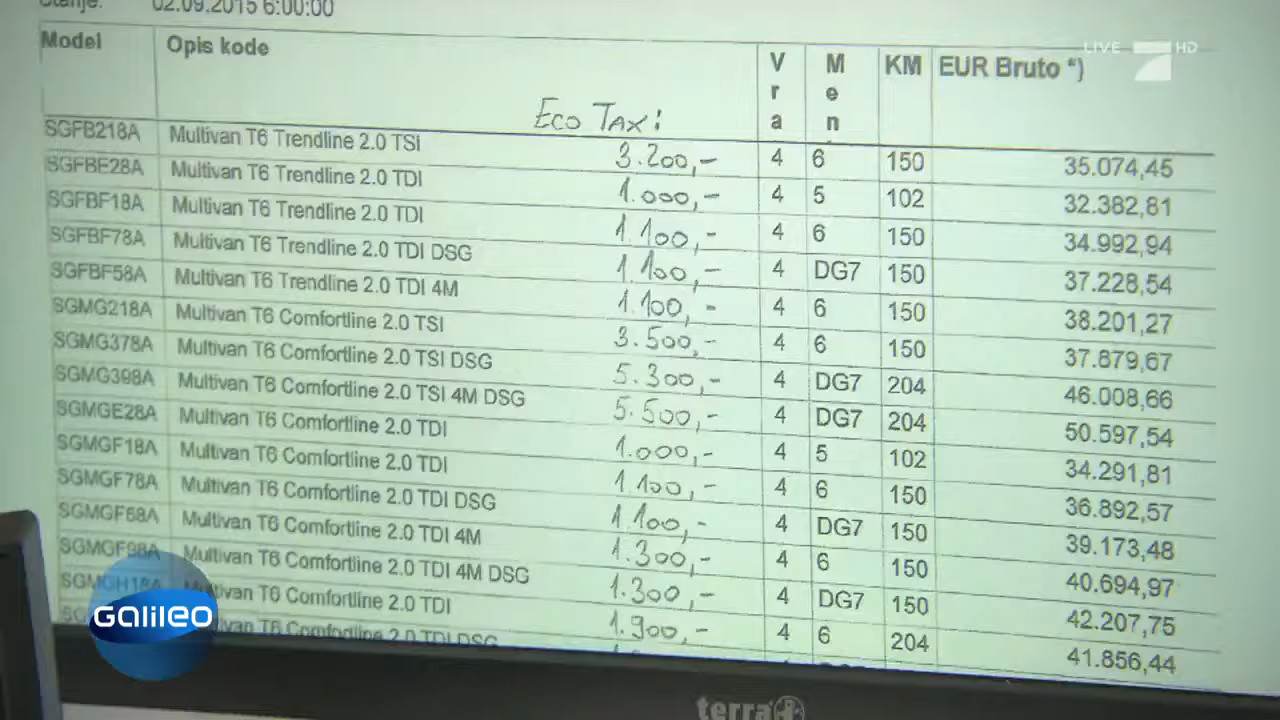 Stanje: 02.09.2015 6:00:00
LIVE HD
Model Opis kode Vra Men KM EUR Bruto *)
Eco Tax:
SGFB218A Multivan T6 Trendline 2.0 TSI 3.200,- 4 6 150 35.074,45
SGFBE28A Multivan T6 Trendline 2.0 TDI 1.000,- 4 5 102 32.382,81
SGFBF18A Multivan T6 Trendline 2.0 TDI 1.100,- 4 6 150 34.992,94
SGFBF78A Multivan T6 Trendline 2.0 TDI DSG 1.100,- 4 DG7 150 37.228,54
SGFBF58A Multivan T6 Trendline 2.0 TDI 4M 1.100,- 4 6 150 38.201,27
SGMG218A Multivan T6 Comfortline 2.0 TSI 3.500,- 4 6 150 37.879,67
SGMG378A Multivan T6 Comfortline 2.0 TSI DSG 5.300,- 4 DG7 204 46.008,66
SGMG398A Multivan T6 Comfortline 2.0 TSI 4M DSG 5.500,- 4 DG7 204 50.597,54
SGMGE28A Multivan T6 Comfortline 2.0 TDI 1.000,- 4 5 102 34.291,81
SGMGF18A Multivan T6 Comfortline 2.0 TDI 1.100,- 4 6 150 36.892,57
SGMGF78A Multivan T6 Comfortline 2.0 TDI DSG 1.100,- 4 DG7 150 39.173,48
SGMGF58A Multivan T6 Comfortline 2.0 TDI 4M 1.300,- 4 6 150 40.694,97
SGMGF98A Multivan T6 Comfortline 2.0 TDI 4M DSG 1.300,- 4 DG7 150 42.207,75
SGMGH18A Multivan T6 Comfortline 2.0 TDI 1.900,- 4 6 204 41.856,44
Comfortline 2.0 TDI DSG
Galileo
terra